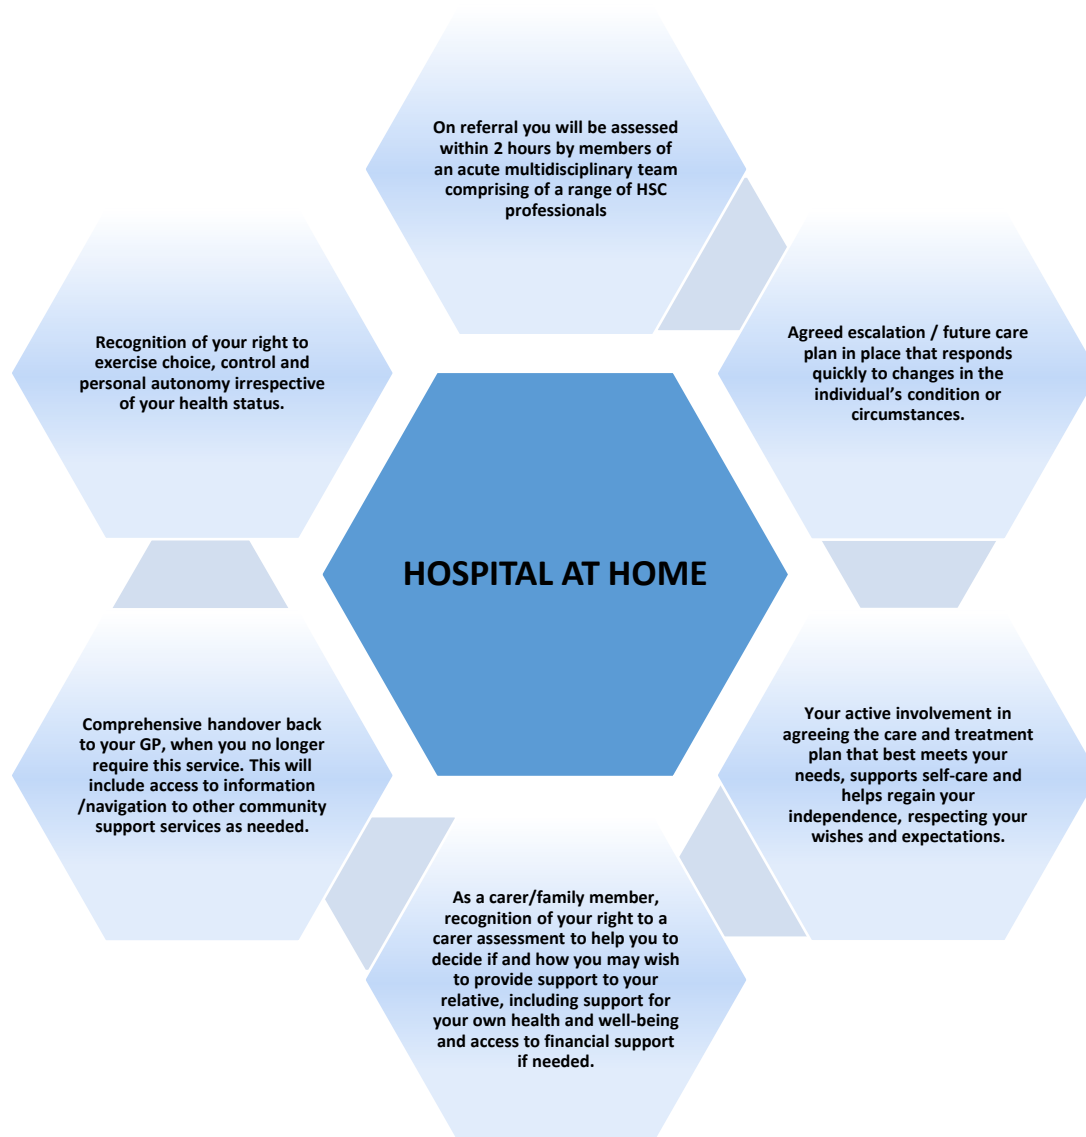 On referral you will be assessed
within 2 hours by members of
an acute multidisciplinary team
comprising of a range of HSC
professionals
Agreed escalation / future care
plan in place that responds
quickly to changes in the
individual’s condition or
circumstances.
Your active involvement in
agreeing the care and treatment
plan that best meets your
needs, supports self-care and
helps regain your
independence, respecting your
wishes and expectations.
As a carer/family member,
recognition of your right to a
carer assessment to help you to
decide if and how you may wish
to provide support to your
relative, including support for
your own health and well-being
and access to financial support
if needed.
Comprehensive handover back
to your GP, when you no longer
require this service. This will
include access to information
/navigation to other community
support services as needed.
Recognition of your right to
exercise choice, control and
personal autonomy irrespective
of your health status.
HOSPITAL AT HOME